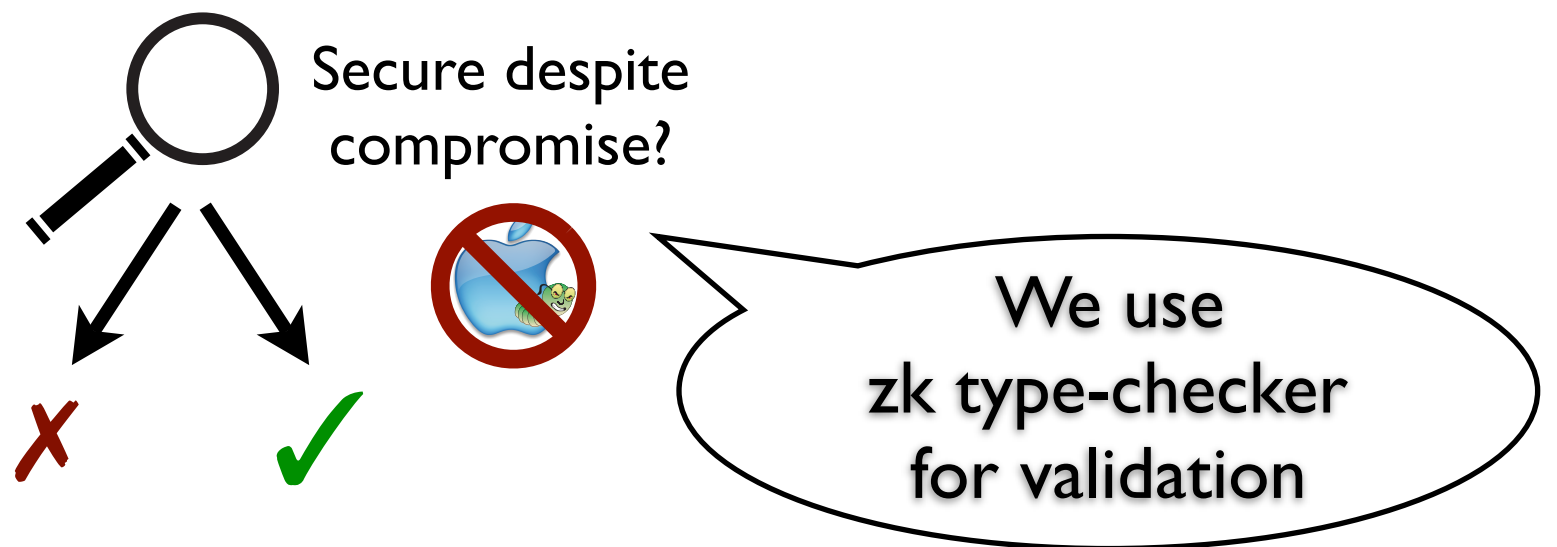 Secure despite
compromise?
We use
zk type-checker
for validation